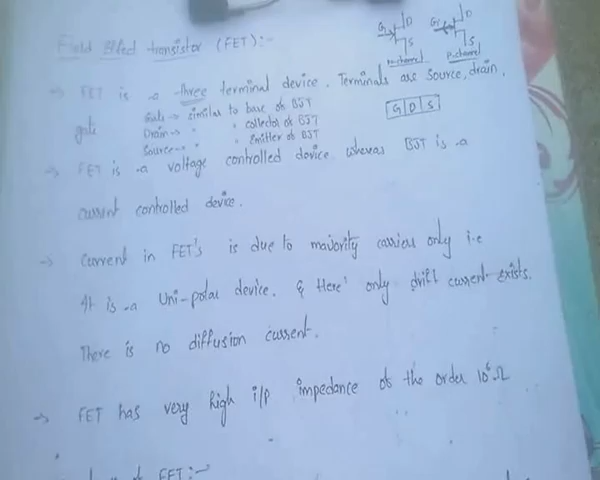 G D G D
S S
n-channel p-channel
Field Effect transistor (FET):-
→ FET is a three terminal device. Terminals are Source, drain,
gate
Gate → similar to base of BJT
Drain → " collector of BJT
Source → " Emitter of BJT
G D S
→ FET is a voltage controlled device whereas BJT is a
current controlled device.
→ Current in FET's is due to majority carriers only i.e
It is a Uni-polar device. & Here only drift current exists.
There is no diffusion current.
→ FET has very high i/p impedance of the order 10⁶Ω
of FET:-